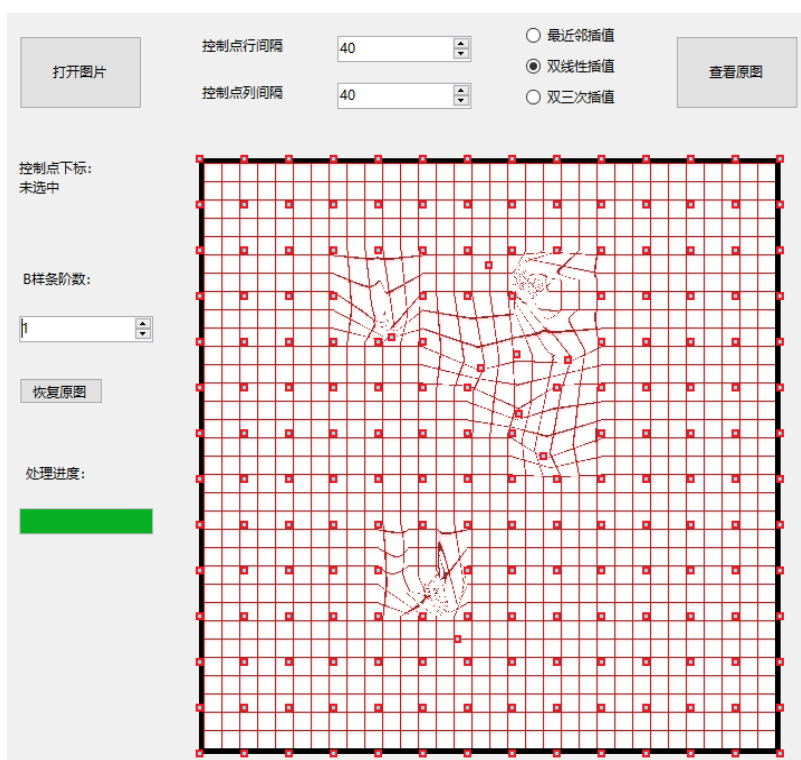 打开图片
控制点行间隔
40
控制点列间隔
40
最近邻插值
双线性插值
双三次插值
查看原图
控制点下标:
未选中
B样条阶数:
1
恢复原图
处理进度: